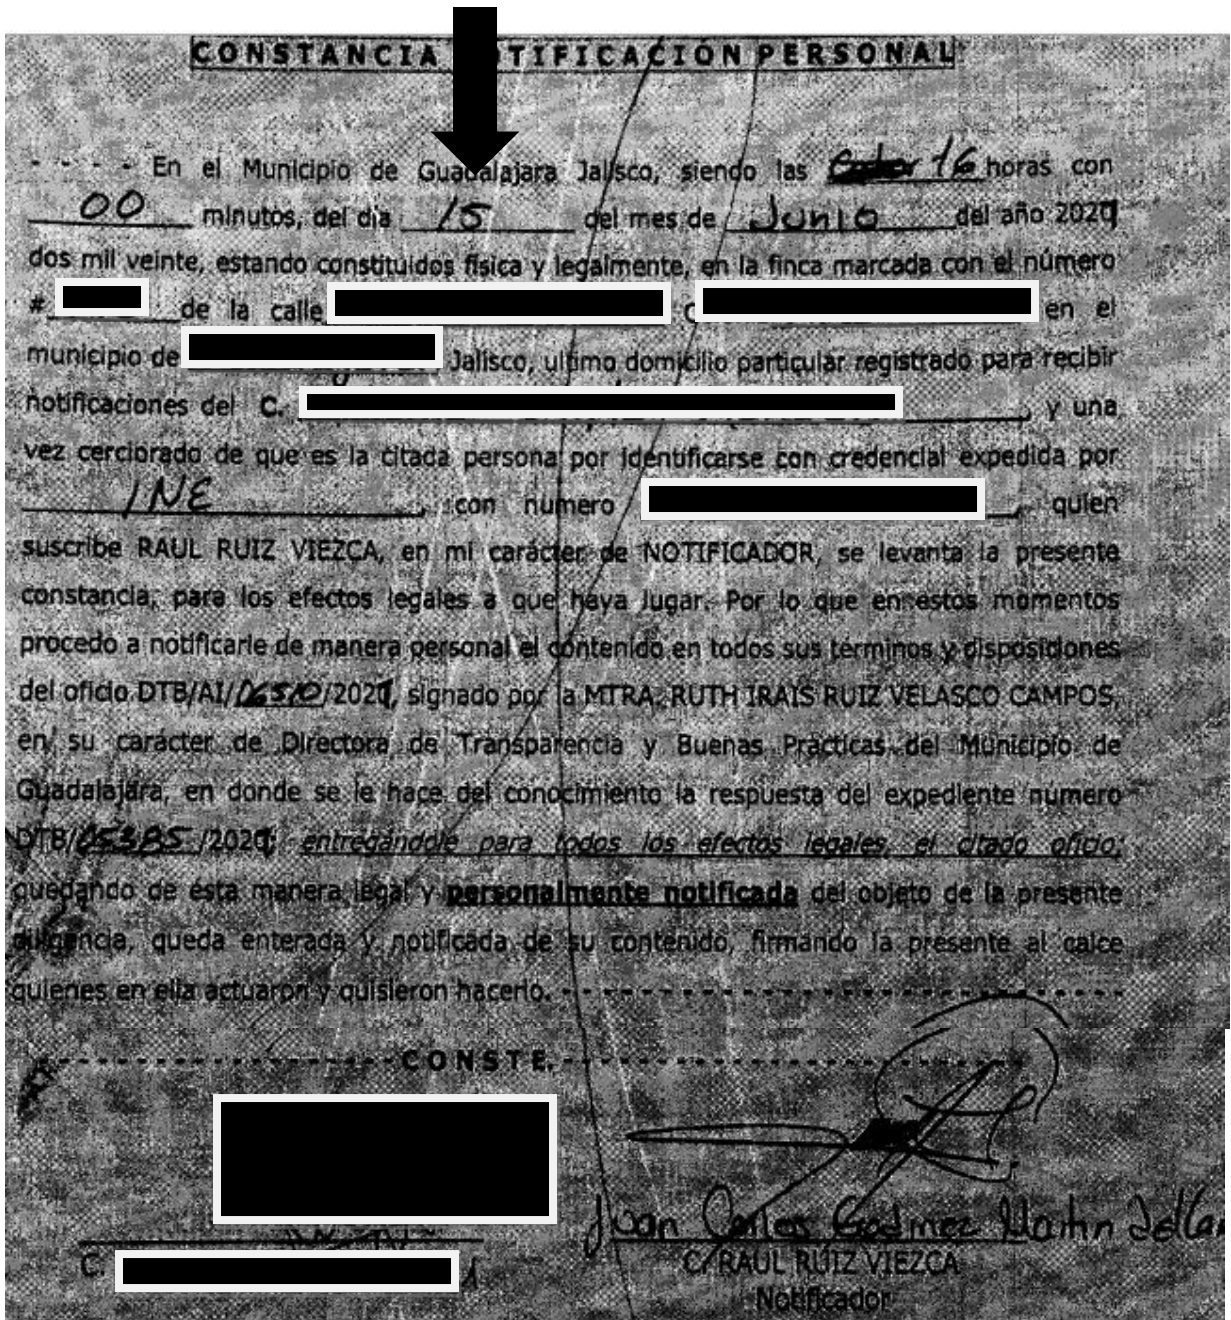 CONSTANCIA NOTIFICACIÓN PERSONAL
- - - - - En el Municipio de Guadalajara Jalisco, siendo las 16 horas con
00 minutos, del día 15 del mes de Junio del año 2021
dos mil veinte, estando constituidos física y legalmente, en la finca marcada con el número
# de la calle en el
municipio de Jalisco, ultimo domicilio particular registrado para recibir
notificaciones del C. , y una
vez cerciorado de que es la citada persona por identificarse con credencial expedida por
INE , con numero , quien
suscribe RAUL RUIZ VIEZCA, en mi carácter de NOTIFICADOR, se levanta la presente
constancia, para los efectos legales a que haya lugar. Por lo que en estos momentos
procedo a notificarle de manera personal el contenido en todos sus términos y disposiciones
del oficio DTB/AI/06510/2021, signado por la MTRA. RUTH IRAIS RUIZ VELASCO CAMPOS,
en su carácter de Directora de Transparencia y Buenas Prácticas del Municipio de
Guadalajara, en donde se le hace del conocimiento la respuesta del expediente número
DTB/05385/2021; entregándole para todos los efectos legales, el citado oficio;
quedando de ésta manera legal y personalmente notificada del objeto de la presente
diligencia, queda enterada y notificada de su contenido, firmando la presente al calce
quienes en ella actuaron y quisieron hacerlo. - - - - - - - - - - - - - - - - - - - -
- - - - - - - - - - CONSTE. - - - - - - - - - - - -
Juan Carlos Martin
C. C. RAUL RUIZ VIEZCA
Notificador